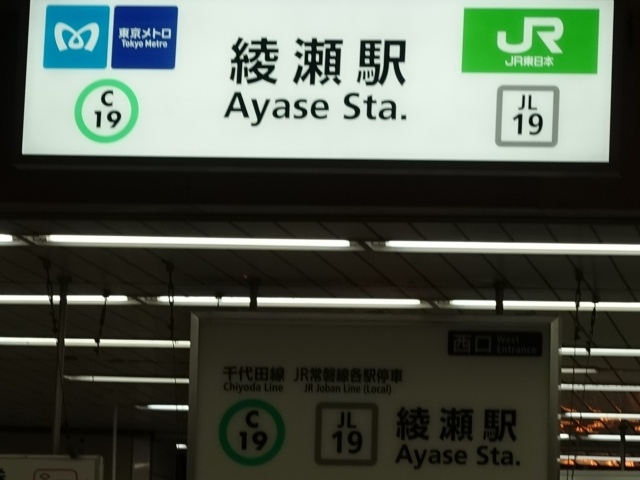 東京メトロ
Tokyo Metro
綾瀬駅
Ayase Sta.
JR
JR東日本
C
19
JL
19
西口 West Entrance
千代田線 JR常磐線各駅停車
Chiyoda Line JR Joban Line (Local)
C
19
JL
19
綾瀬駅
Ayase Sta.